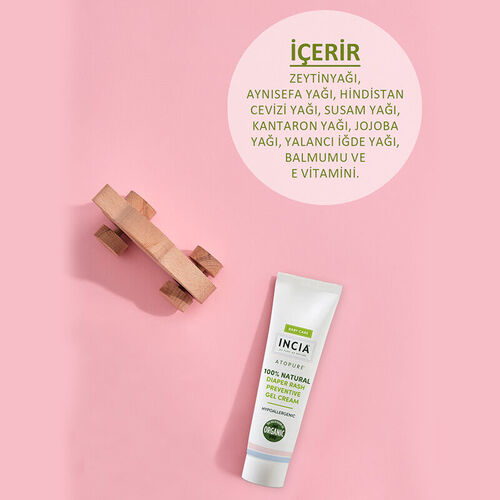 İÇERİR
ZEYTİNYAĞI,
AYNISEFA YAĞI, HİNDİSTAN
CEVİZİ YAĞI, SUSAM YAĞI,
KANTARON YAĞI, JOJOBA
YAĞI, YALANCI İĞDE YAĞI,
BALMUMU VE
E VİTAMİNİ.
BABY CARE
INCIA
ATOPURE
100% NATURAL
DIAPER RASH
PREVENTIVE
GEL CREAM
HYPOALLERGENIC
ORGANIC